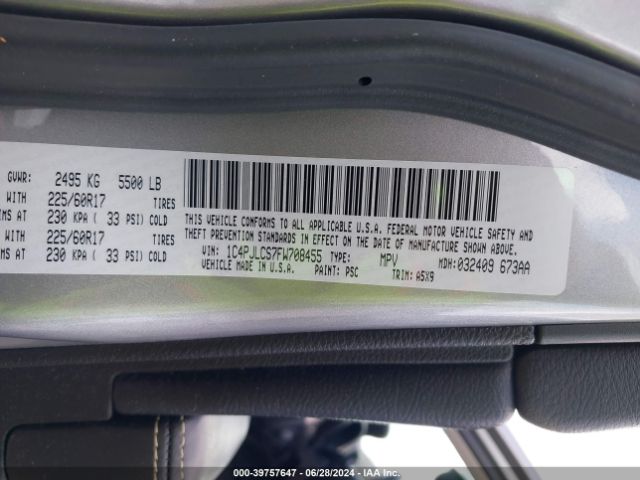 GVWR: 2495 KG 5500 LB
WITH 225/60R17 TIRES
MS AT 230 KPA ( 33 PSI) COLD
WITH 225/60R17 TIRES
MS AT 230 KPA ( 33 PSI) COLD
THIS VEHICLE CONFORMS TO ALL APPLICABLE U.S.A. FEDERAL MOTOR VEHICLE SAFETY AND
THEFT PREVENTION STANDARDS IN EFFECT ON THE DATE OF MANUFACTURE SHOWN ABOVE.
VIN: 1C4PJLCS7FW708455 TYPE: MPV MDH: 032409 673AA
VEHICLE MADE IN U.S.A. PAINT: PSC TRIM: A5X9
000-39757647 - 06/28/2024 - IAA Inc.